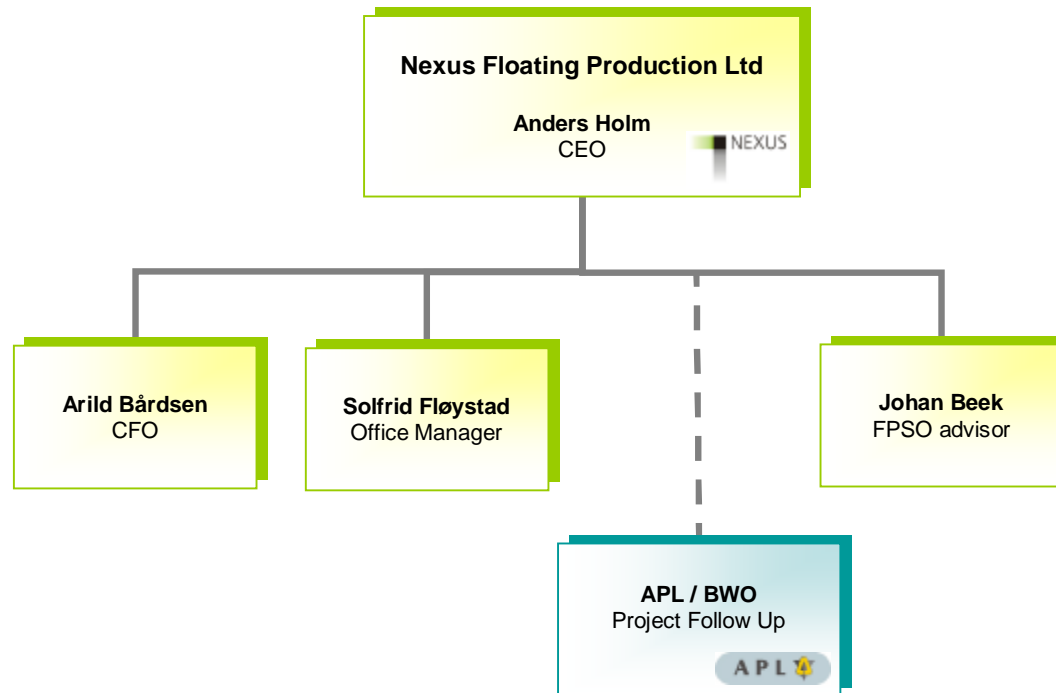 Nexus Floating Production Ltd
Anders Holm
CEO
NEXUS
Arild Bårdsen
CFO
Solfrid Fløystad
Office Manager
Johan Beek
FPSO advisor
APL / BWO
Project Follow Up
APL